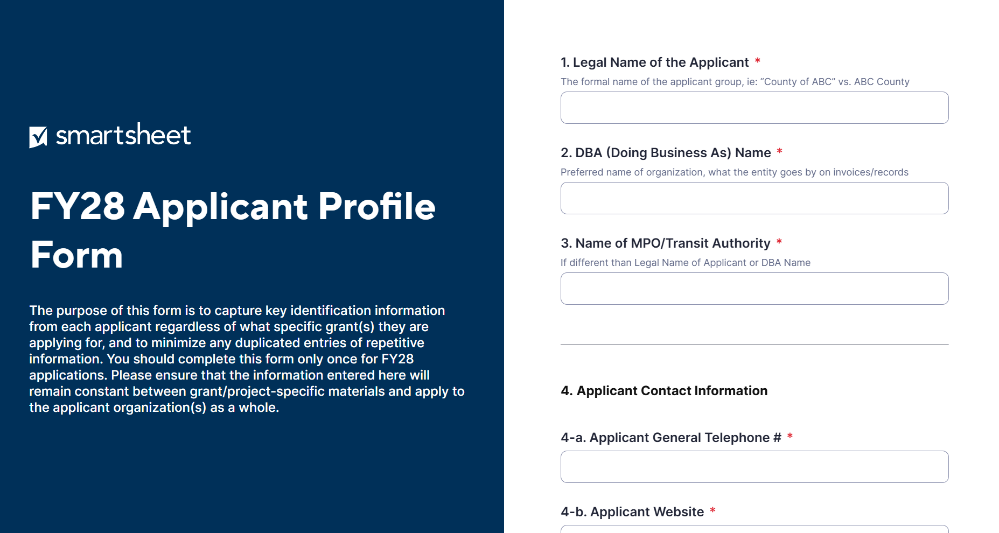 smartsheet
FY28 Applicant Profile
Form
The purpose of this form is to capture key identification information
from each applicant regardless of what specific grant(s) they are
applying for, and to minimize any duplicated entries of repetitive
information. You should complete this form only once for FY28
applications. Please ensure that the information entered here will
remain constant between grant/project-specific materials and apply to
the applicant organization(s) as a whole.
1. Legal Name of the Applicant *
The formal name of the applicant group, ie: “County of ABC” vs. ABC County
2. DBA (Doing Business As) Name *
Preferred name of organization, what the entity goes by on invoices/records
3. Name of MPO/Transit Authority *
If different than Legal Name of Applicant or DBA Name
4. Applicant Contact Information
4-a. Applicant General Telephone # *
4-b. Applicant Website *